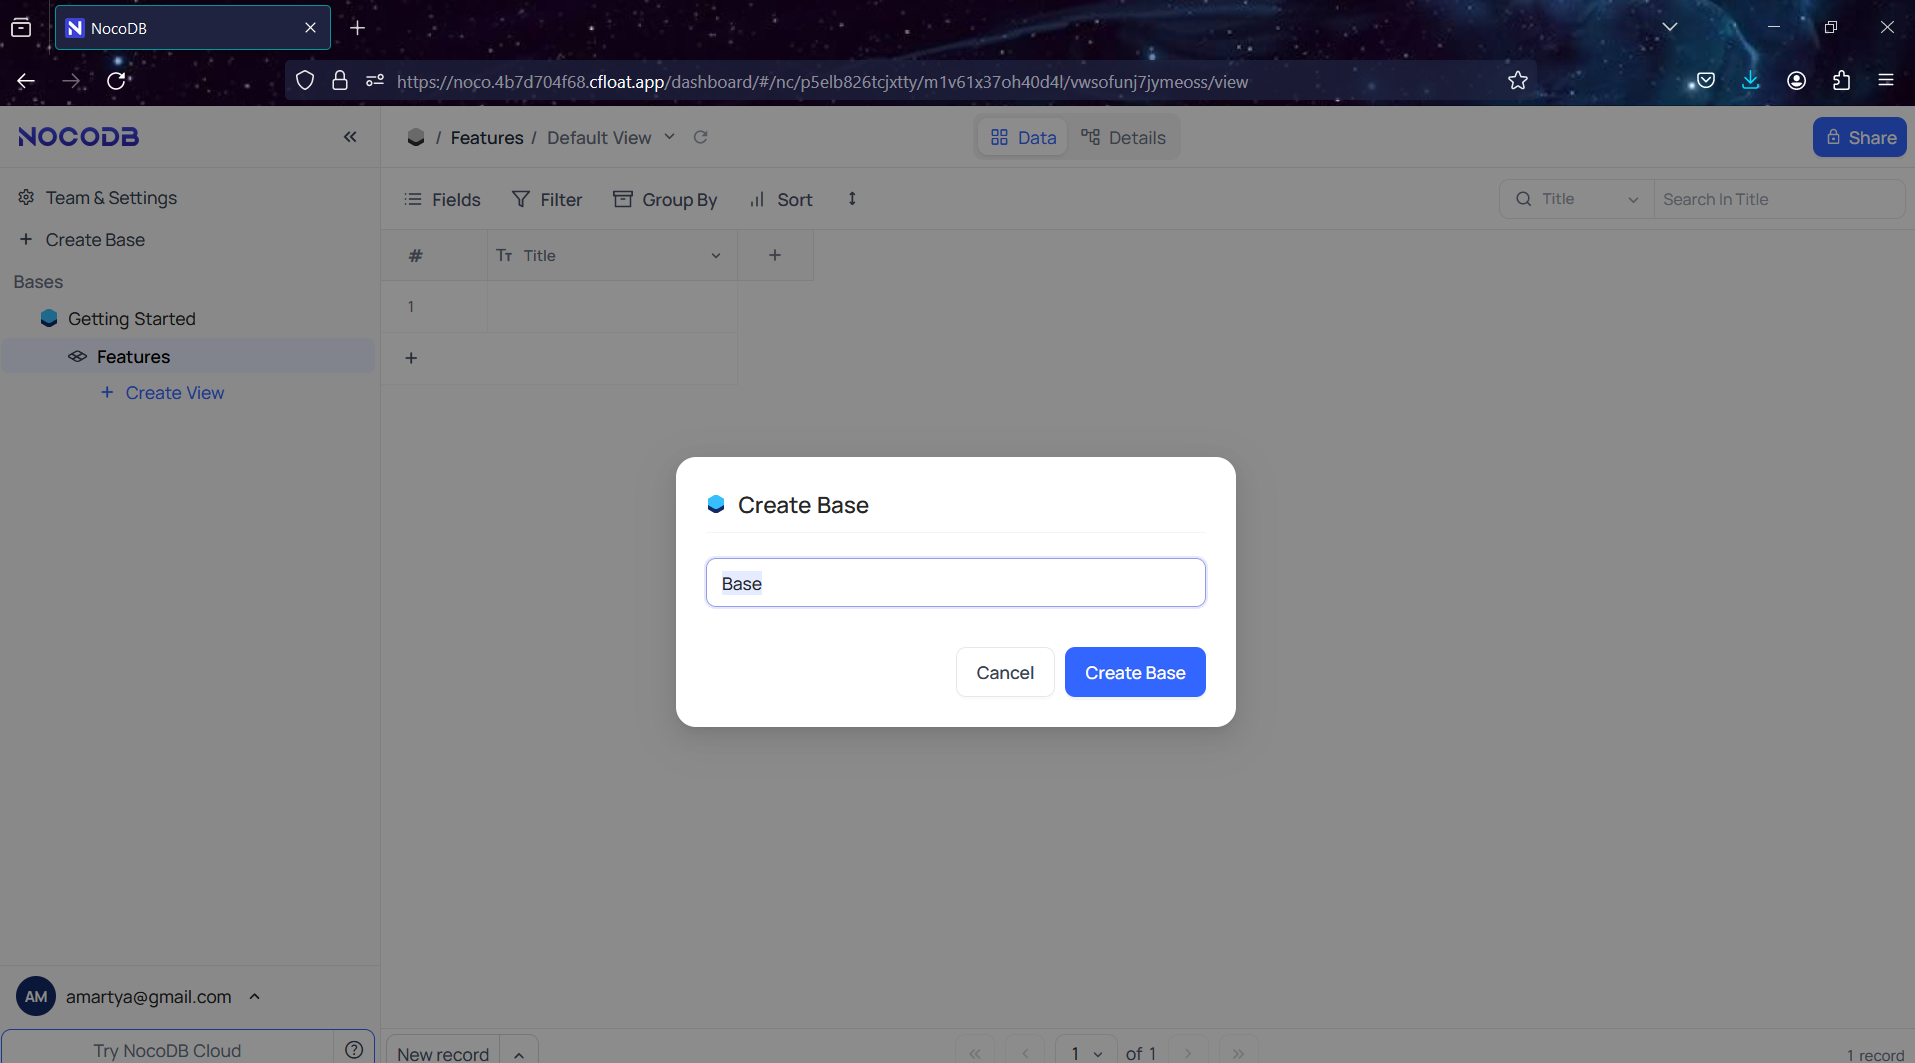 NocoDB
https://noco.4b7d704f68.cfloat.app/dashboard/#/nc/p5elb826tcjxtty/m1v61x37oh40d4l/vwsofunj7jymeoss/view
NOCODB
/ Features / Default View
Data
Details
Share
Team & Settings
Create Base
Bases
Getting Started
Features
+ Create View
Fields
Filter
Group By
Sort
Title
Search In Title
# Tт Title +
1
+
Create Base
Base
Cancel
Create Base
AM amartya@gmail.com
Try NocoDB Cloud
New record
1 of 1
1 record